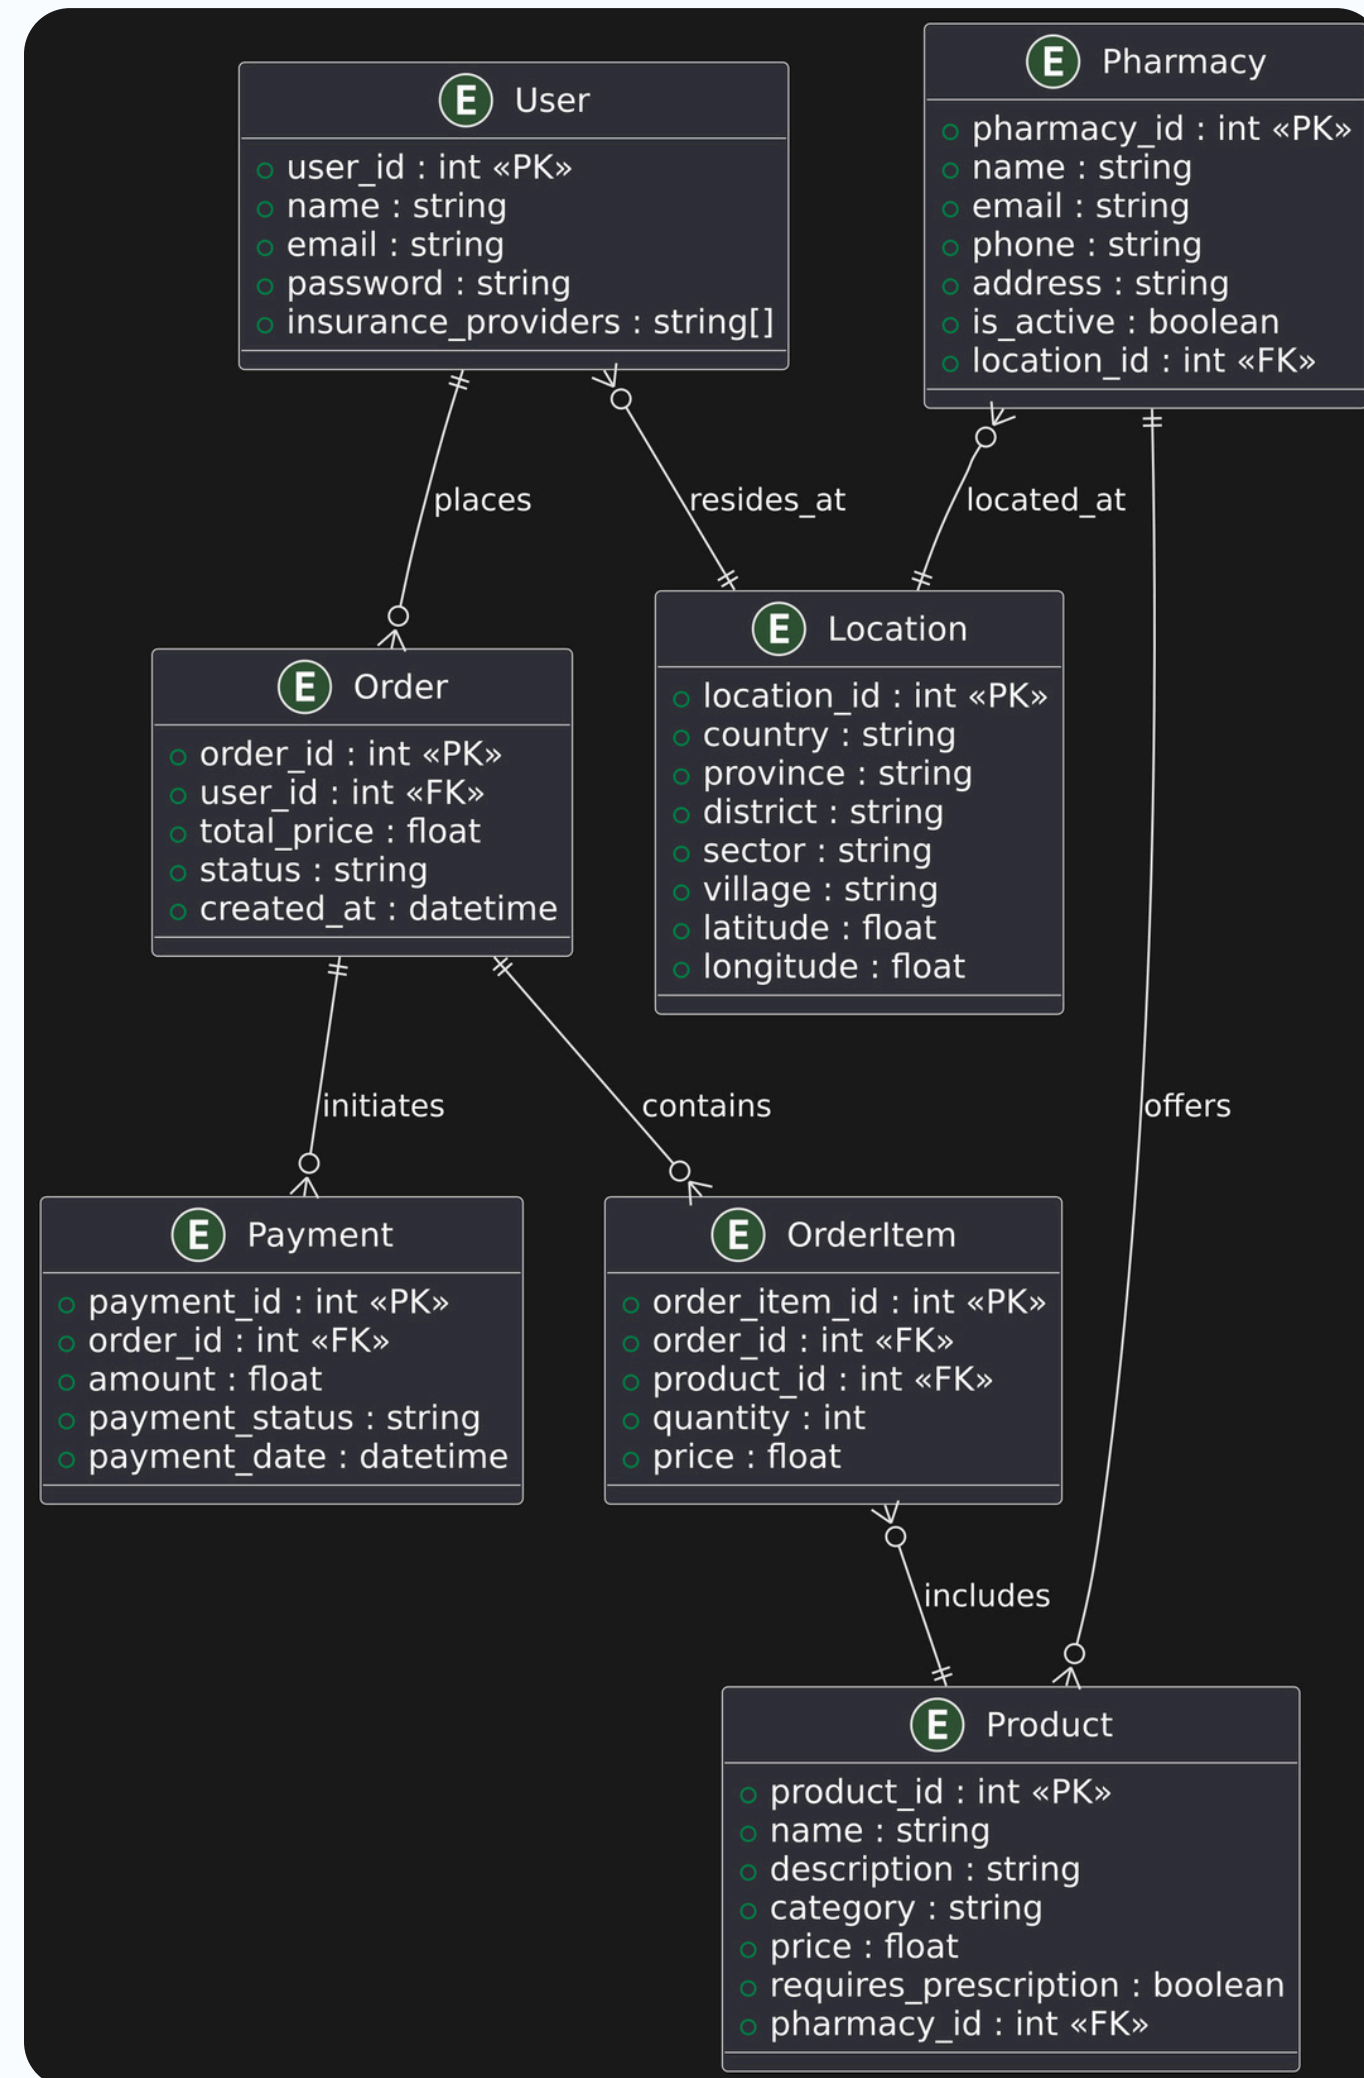 E User
user_id : int «PK»
name : string
email : string
password : string
insurance_providers : string[]
E Pharmacy
pharmacy_id : int «PK»
name : string
email : string
phone : string
address : string
is_active : boolean
location_id : int «FK»
places
resides_at
located_at
E Order
order_id : int «PK»
user_id : int «FK»
total_price : float
status : string
created_at : datetime
E Location
location_id : int «PK»
country : string
province : string
district : string
sector : string
village : string
latitude : float
longitude : float
initiates
contains
offers
E Payment
payment_id : int «PK»
order_id : int «FK»
amount : float
payment_status : string
payment_date : datetime
E OrderItem
order_item_id : int «PK»
order_id : int «FK»
product_id : int «FK»
quantity : int
price : float
includes
E Product
product_id : int «PK»
name : string
description : string
category : string
price : float
requires_prescription : boolean
pharmacy_id : int «FK»